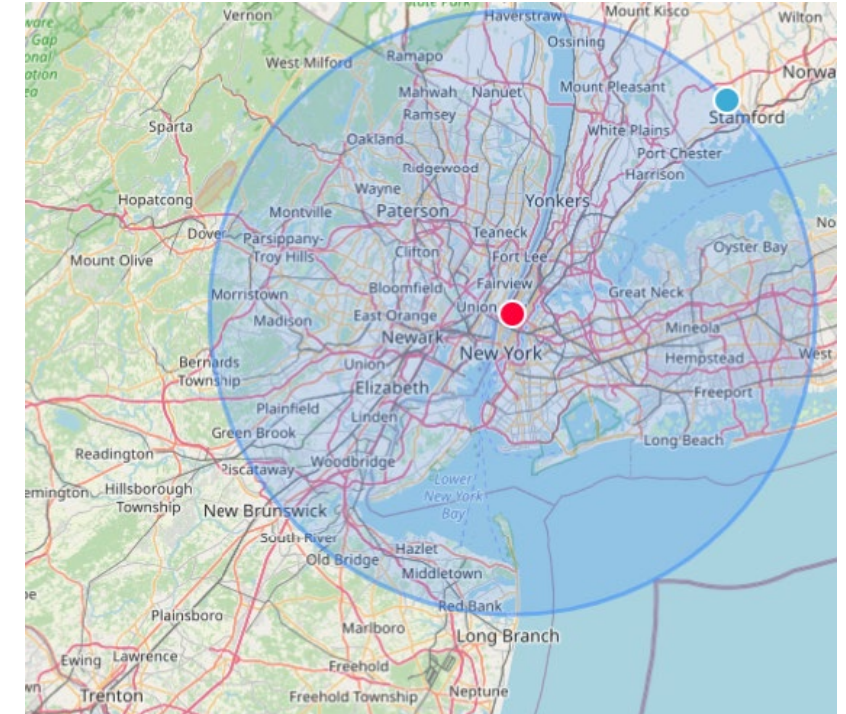 Vernon
Haverstraw
Mount Kisco
Wilton
Gap
Ossining
West Milford
Ramapo
Norwa
Mahwah
Nanuet
Mount Pleasant
Ramsey
Stamford
Sparta
White Plains
Oakland
Port Chester
Ridgewood
Harrison
Wayne
Hopatcong
Yonkers
Montville
Paterson
No
Dover
Teaneck
Parsippany-
Troy Hills
Oyster Bay
Clifton
Fort Lee
Mount Olive
Fairview
Bloomfield
Great Neck
Morristown
Union
East Orange
Madison
Mineola
Newark
New York
West
Hempstead
Bernards
Township
Union
Elizabeth
Freeport
Plainfield
Linden
Green Brook
Long Beach
Readington
Woodbridge
Piscataway
Lower
New York
Bay
emington
Hillsborough
Township
New Brunswick
South River
Hazlet
Old Bridge
Middletown
Red Bank
Plainsboro
Marlboro
Long Branch
Ewing
Lawrence
Freehold
Trenton
Freehold Township
Neptune